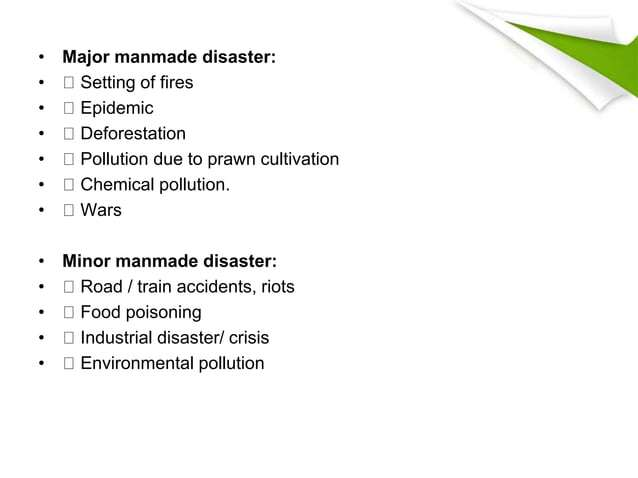 • Major manmade disaster:
• □ Setting of fires
• □ Epidemic
• □ Deforestation
• □ Pollution due to prawn cultivation
• □ Chemical pollution.
• □ Wars
• Minor manmade disaster:
• □ Road / train accidents, riots
• □ Food poisoning
• □ Industrial disaster/ crisis
• □ Environmental pollution